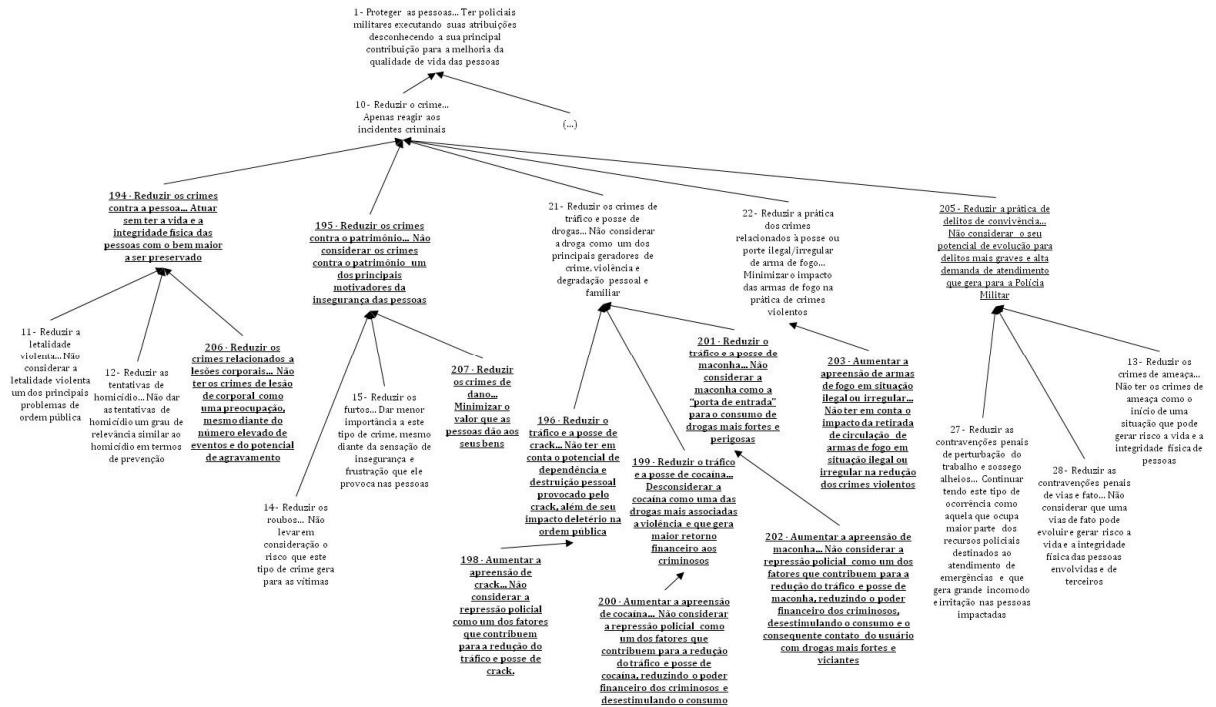 1 - Proteger as pessoas... Ter policiais
militares executando suas atribuições
desconhecendo a sua principal
contribuição para a melhoria da
qualidade de vida das pessoas
10 - Reduzir o crime...
Apenas reagir aos
incidentes criminais
(...)
194 - Reduzir os crimes
contra a pessoa... Atuar
sem ter a vida e a
integridade física das
pessoas com o bem maior
a ser preservado
195 - Reduzir os crimes
contra o patrimônio... Não
considerar os crimes
contra o patrimônio um
dos principais
motivadores da
insegurança das pessoas
21 - Reduzir os crimes de
tráfico e posse de
drogas... Não considerar
a droga como um dos
principais geradores de
crime, violência e
degradação pessoal e
familiar
22 - Reduzir a prática
dos crimes
relacionados à posse ou
porte ilegal/irregular
de arma de fogo...
Minimizar o impacto
das armas de fogo na
prática de crimes
violentos
205 - Reduzir a prática de
delitos de convivência...
Não considerar o seu
potencial de evolução para
delitos mais graves e alta
demanda de atendimento
que gera para a Polícia
Militar
11 - Reduzir a
letalidade
violenta... Não
considerar a
letalidade violenta
um dos principais
problemas de
ordem pública
12 - Reduzir as
tentativas de
homicídio... Não dar
as tentativas de
homicídio um grau de
relevância similar ao
homicídio em termos
de prevenção
206 - Reduzir os
crimes relacionados a
lesões corporais... Não
ter os crimes de lesão
de corporal como
uma preocupação,
mesmo diante do
número elevado de
eventos e do potencial
de agravamento
14 - Reduzir os
roubos... Não
levar em
consideração o
risco que este
tipo de crime gera
para as vítimas
15 - Reduzir os
furtos... Dar menor
importância a este
tipo de crime, mesmo
diante da sensação de
insegurança e
frustração que ele
provoca nas pessoas
207 - Reduzir
os crimes de
dano...
Minimizar o
valor que as
pessoas dão aos
seus bens
196 - Reduzir o
tráfico e a posse de
crack... Não ter em
conta o potencial de
dependência e
destruição pessoal
provocado pelo
crack, além de seu
impacto deletério na
ordem pública
198 - Aumentar a
apreensão de
crack... Não
considerar a
repressão policial
como um dos fatores
que contribuem
para a redução do
tráfico e posse de
crack.
199 - Reduzir o tráfico
e a posse de cocaína...
Desconsiderar a
cocaína como uma das
drogas mais associadas
a violência e que gera
maior retorno
financeiro aos
criminosos
200 - Aumentar a apreensão
de cocaína... Não considerar
a repressão policial como
um dos fatores que
contribuem para a redução
do tráfico e posse de
cocaína, reduzindo o poder
financeiro dos criminosos e
desestimulando o consumo
201 - Reduzir o
tráfico e a posse de
maconha... Não
considerar a
maconha como a
"porta de entrada"
para o consumo de
drogas mais fortes e
perigosas
202 - Aumentar a apreensão de
maconha... Não considerar a
repressão policial como um dos
fatores que contribuem para a
redução do tráfico e posse de
maconha, reduzindo o poder
financeiro dos criminosos,
desestimulando o consumo e o
consequente contato do usuário
com drogas mais fortes e
viciantes
203 - Aumentar a
apreensão de armas
de fogo em situação
ilegal ou irregular...
Não ter em conta o
impacto da retirada
de circulação de
armas de fogo em
situação ilegal ou
irregular na redução
dos crimes violentos
27 - Reduzir as
contravenções penais
de perturbação do
trabalho e sossego
alheios... Continuar
tendo este tipo de
ocorrência como
aquela que ocupa
maior parte dos
recursos policiais
destinados ao
atendimento de
emergências e que
gera grande incomodo
e irritação nas pessoas
impactadas
28 - Reduzir as
contravenções penais
de vias e fato... Não
considerar que uma
vias de fato pode
evoluir e gerar risco a
vida e a integridade
física das pessoas
envolvidas e de
terceiros
13 - Reduzir os
crimes de ameaça...
Não ter os crimes de
ameaça como o
início de uma
situação que pode
gerar risco a vida e a
integridade física de
pessoas